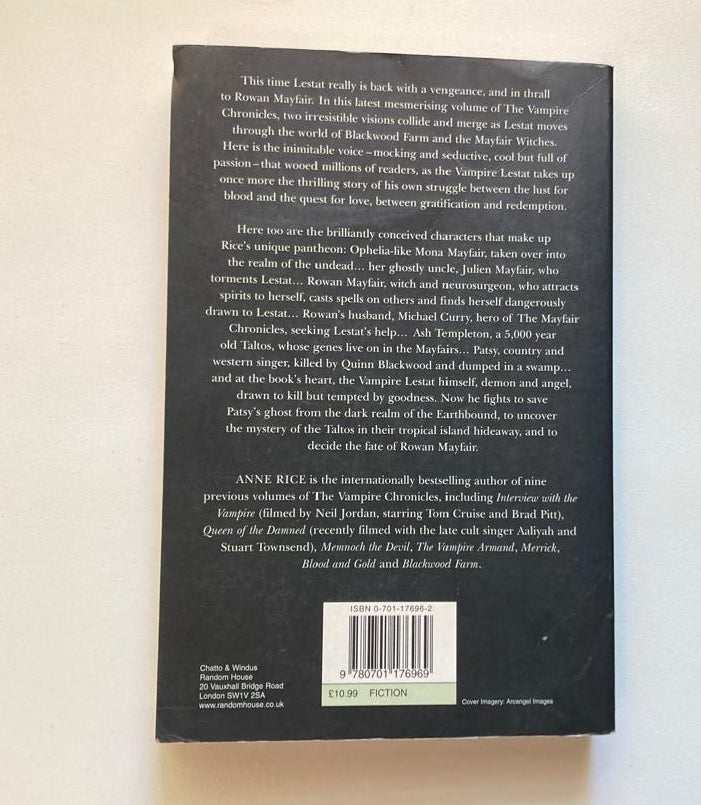 This time Lestat really is back with a vengeance, and in thrall
to Rowan Mayfair. In this latest mesmerising volume of The Vampire
Chronicles, two irresistible visions collide and merge as Lestat moves
through the world of Blackwood Farm and the Mayfair Witches.
Here is the inimitable voice – mocking and seductive, cool but full of
passion – that wooed millions of readers, as the Vampire Lestat takes up
once more the thrilling story of his own struggle between the lust for
blood and the quest for love, between gratification and redemption.
Here too are the brilliantly conceived characters that make up
Rice's unique pantheon: Ophelia-like Mona Mayfair, taken over into
the realm of the undead... her ghostly uncle, Julien Mayfair, who
torments Lestat... Rowan Mayfair, witch and neurosurgeon, who attracts
spirits to herself, casts spells on others and finds herself dangerously
drawn to Lestat... Rowan's husband, Michael Curry, hero of The Mayfair
Chronicles, seeking Lestat's help... Ash Templeton, a 5,000 year
old Taltos, whose genes live on in the Mayfairs... Patsy, country and
western singer, killed by Quinn Blackwood and dumped in a swamp...
and at the book's heart, the Vampire Lestat himself, demon and angel,
drawn to kill but tempted by goodness. Now he fights to save
Patsy's ghost from the dark realm of the Earthbound, to uncover
the mystery of the Taltos in their tropical island hideaway, and to
decide the fate of Rowan Mayfair.
ANNE RICE is the internationally bestselling author of nine
previous volumes of The Vampire Chronicles, including Interview with the
Vampire (filmed by Neil Jordan, starring Tom Cruise and Brad Pitt),
Queen of the Damned (recently filmed with the late cult singer Aaliyah and
Stuart Townsend), Memnoch the Devil, The Vampire Armand, Merrick,
Blood and Gold and Blackwood Farm.
ISBN 0-701-17696-2
9 780701 176969
£10.99 FICTION
Chatto & Windus
Random House
20 Vauxhall Bridge Road
London SW1V 2SA
www.randomhouse.co.uk
Cover Imagery: Arcangel Images